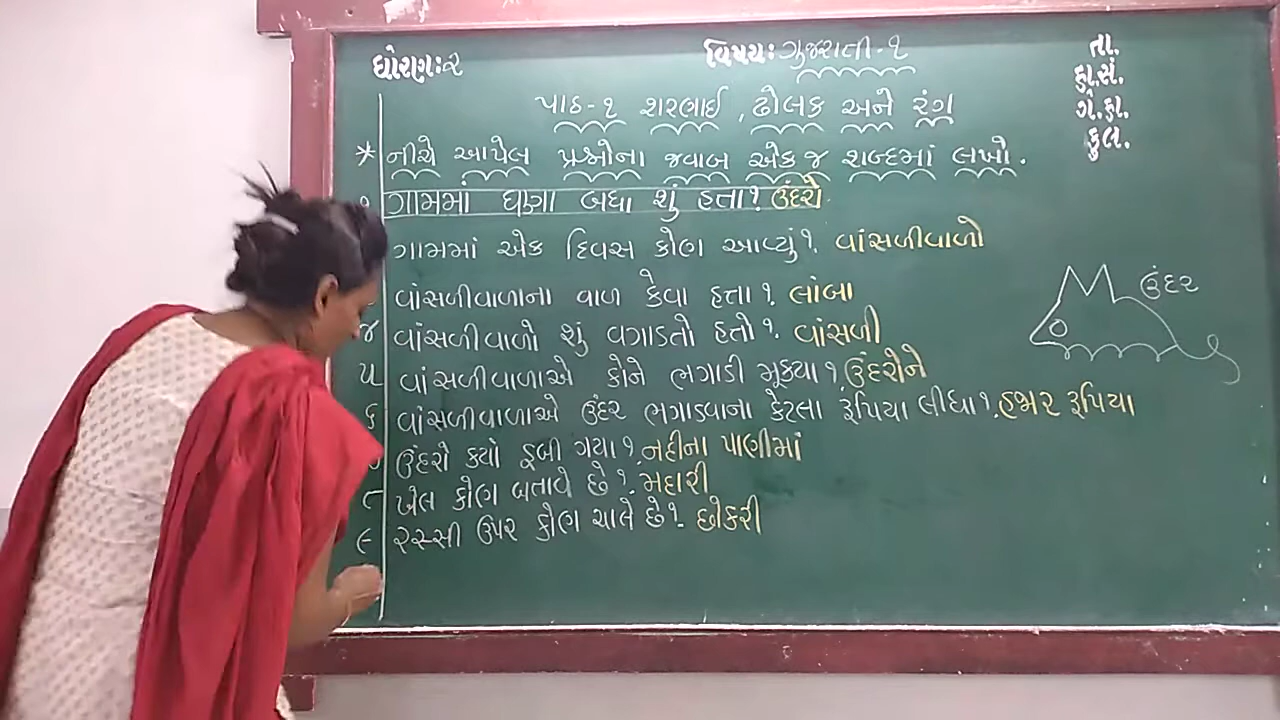 ધોરણઃ૨
વિષયઃ ગુજરાતી-૧
તા.
હા.સં.
ગે.હા.
કુલ.
પાઠ-૧ શરણાઈ, ઢોલક અને રંગ
* નીચે આપેલ પ્રશ્નોના જવાબ એક જ શબ્દમાં લખો.
ગામમાં ઘણા બધા શું હતા? ઉંદરો
ગામમાં એક દિવસ કોણ આવ્યું?. વાંસળીવાળો
વાંસળીવાળાના વાળ કેવા હતા?. લાંબા
૪ વાંસળીવાળો શું વગાડતો હતો?. વાંસળી
૫ વાંસળીવાળાએ કોને ભગાડી મૂક્યા?. ઉંદરોને
૬ વાંસળીવાળાએ ઉંદર ભગાડવાના કેટલા રૂપિયા લીધા?. હજાર રૂપિયા
ઉંદરો ક્યાં ડૂબી ગયા?. નદીના પાણીમાં
૮ ખેલ કોણ બતાવે છે?. મદારી
૯ રસ્સી ઉપર કોણ ચાલે છે?. છોકરી
ઉંદર